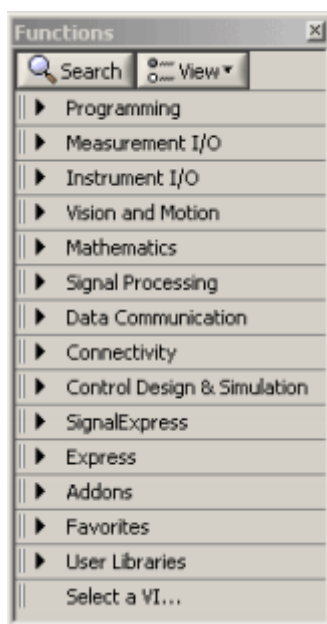 Functions
Search View
Programming
Measurement I/O
Instrument I/O
Vision and Motion
Mathematics
Signal Processing
Data Communication
Connectivity
Control Design & Simulation
SignalExpress
Express
Addons
Favorites
User Libraries
Select a VI...